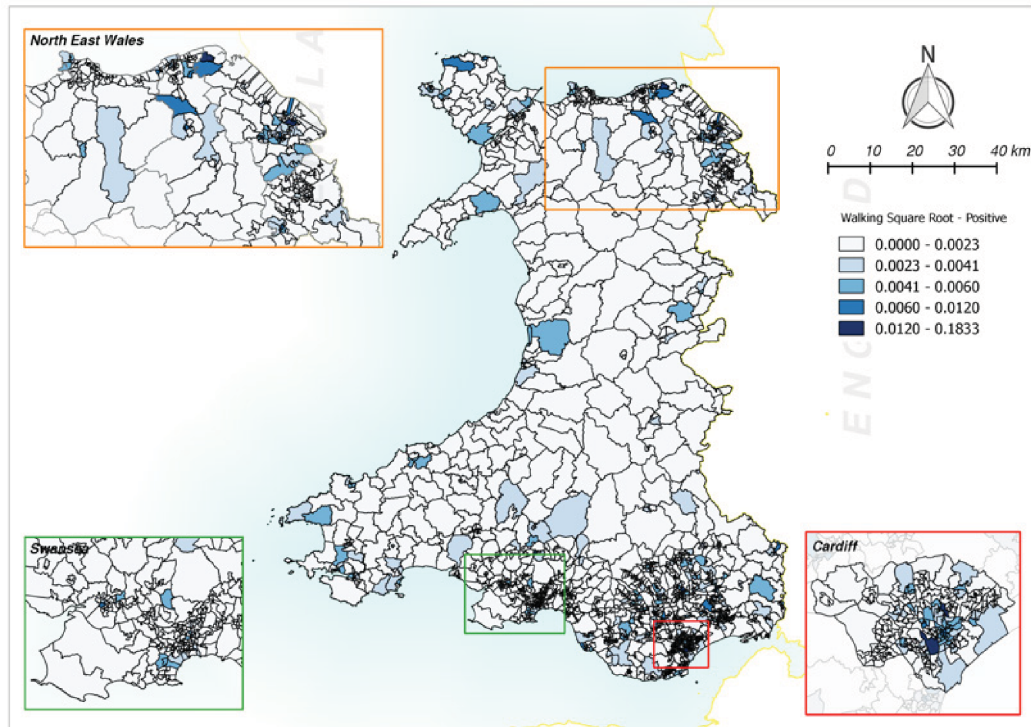 North East Wales
N
0 10 20 30 40 km
ENGLAND
Walking Square Root - Positive
0.0000 - 0.0023
0.0023 - 0.0041
0.0041 - 0.0060
0.0060 - 0.0120
0.0120 - 0.1833
Swansea
Cardiff